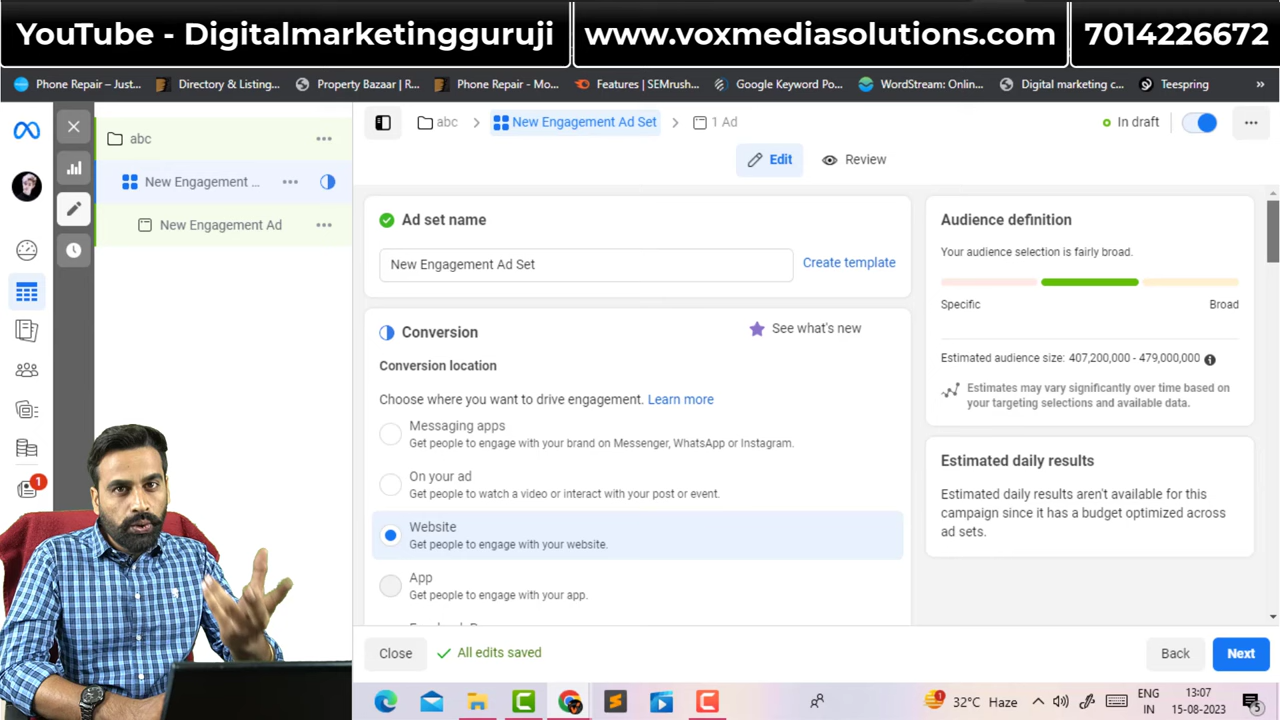 YouTube - Digitalmarketingguruji
www.voxmediasolutions.com
7014226672
Phone Repair – Just...
Directory & Listing...
Property Bazaar | R...
Phone Repair - Mo...
Features | SEMrush...
Google Keyword Po...
WordStream: Onlin...
Digital marketing c...
Teespring
»
abc
New Engagement ...
New Engagement Ad
1
abc
New Engagement Ad Set
1 Ad
In draft
Edit
Review
Ad set name
New Engagement Ad Set
Create template
Conversion
See what's new
Conversion location
Choose where you want to drive engagement. Learn more
Messaging apps
Get people to engage with your brand on Messenger, WhatsApp or Instagram.
On your ad
Get people to watch a video or interact with your post or event.
Website
Get people to engage with your website.
App
Get people to engage with your app.
Audience definition
Your audience selection is fairly broad.
Specific
Broad
Estimated audience size: 407,200,000 - 479,000,000
Estimates may vary significantly over time based on
your targeting selections and available data.
Estimated daily results
Estimated daily results aren't available for this
campaign since it has a budget optimized across
ad sets.
Close
All edits saved
Back
Next
1
32°C Haze
ENG
IN
13:07
15-08-2023
5